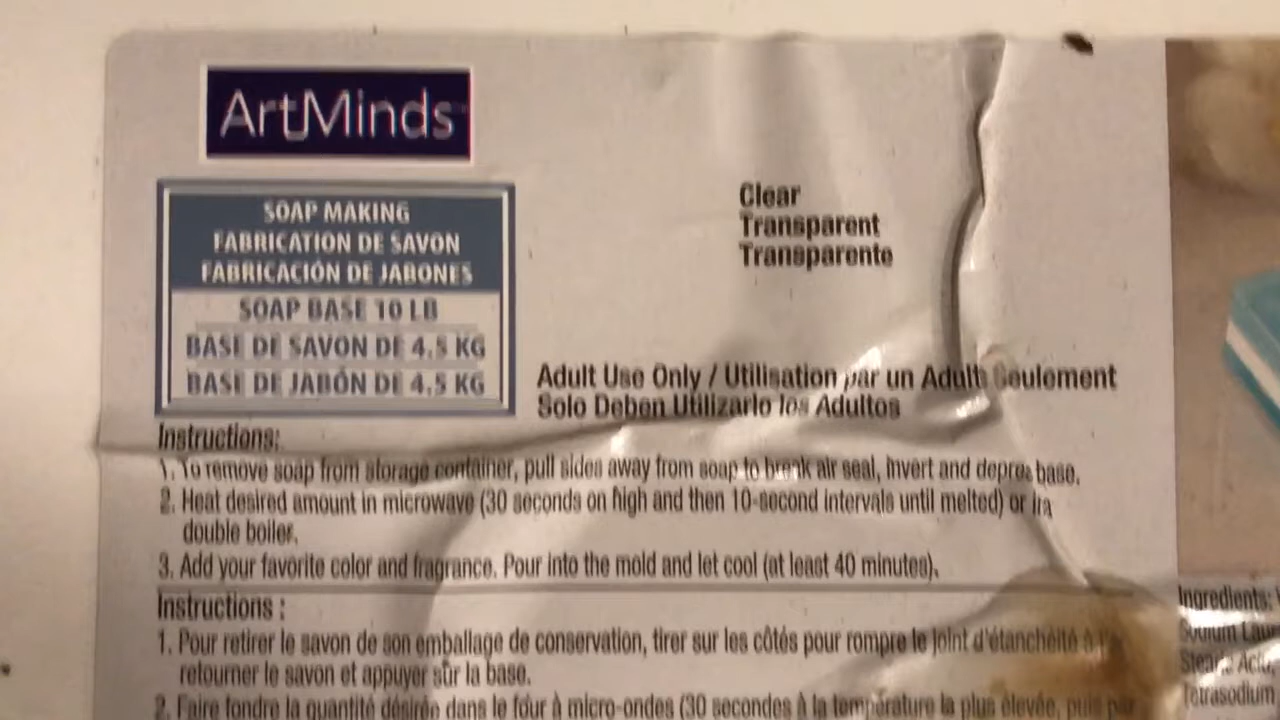 ArtMinds
SOAP MAKING
FABRICATION DE SAVON
FABRICACIÓN DE JABONES
SOAP BASE 10 LB
BASE DE SAVON DE 4.5 KG
BASE DE JABÓN DE 4.5 KG
Clear
Transparent
Transparente
Adult Use Only / Utilisation par un Adult Seulement
Solo Deben Utilizarlo los Adultos
Instructions:
1. To remove soap from storage container, pull sides away from soap to break air seal, invert and base.
2. Heat desired amount in microwave (30 seconds on high and then 10-second intervals until melted) or
double boiler.
3. Add your favorite color and fragrance. Pour into the mold and let cool (at least 40 minutes).
Instructions :
1. Pour retirer le savon de son emballage de conservation, tirer sur les côtés pour rompre le joint d'étanchéité à
retourner le savon et appuyer sur la base.
2. Faire fondre la quantité désirée dans le four à micro-ondes (30 secondes à la température la plus élevée, puis par
Ingredients:
Sodium
Stearic Acid,
Tetrasodium